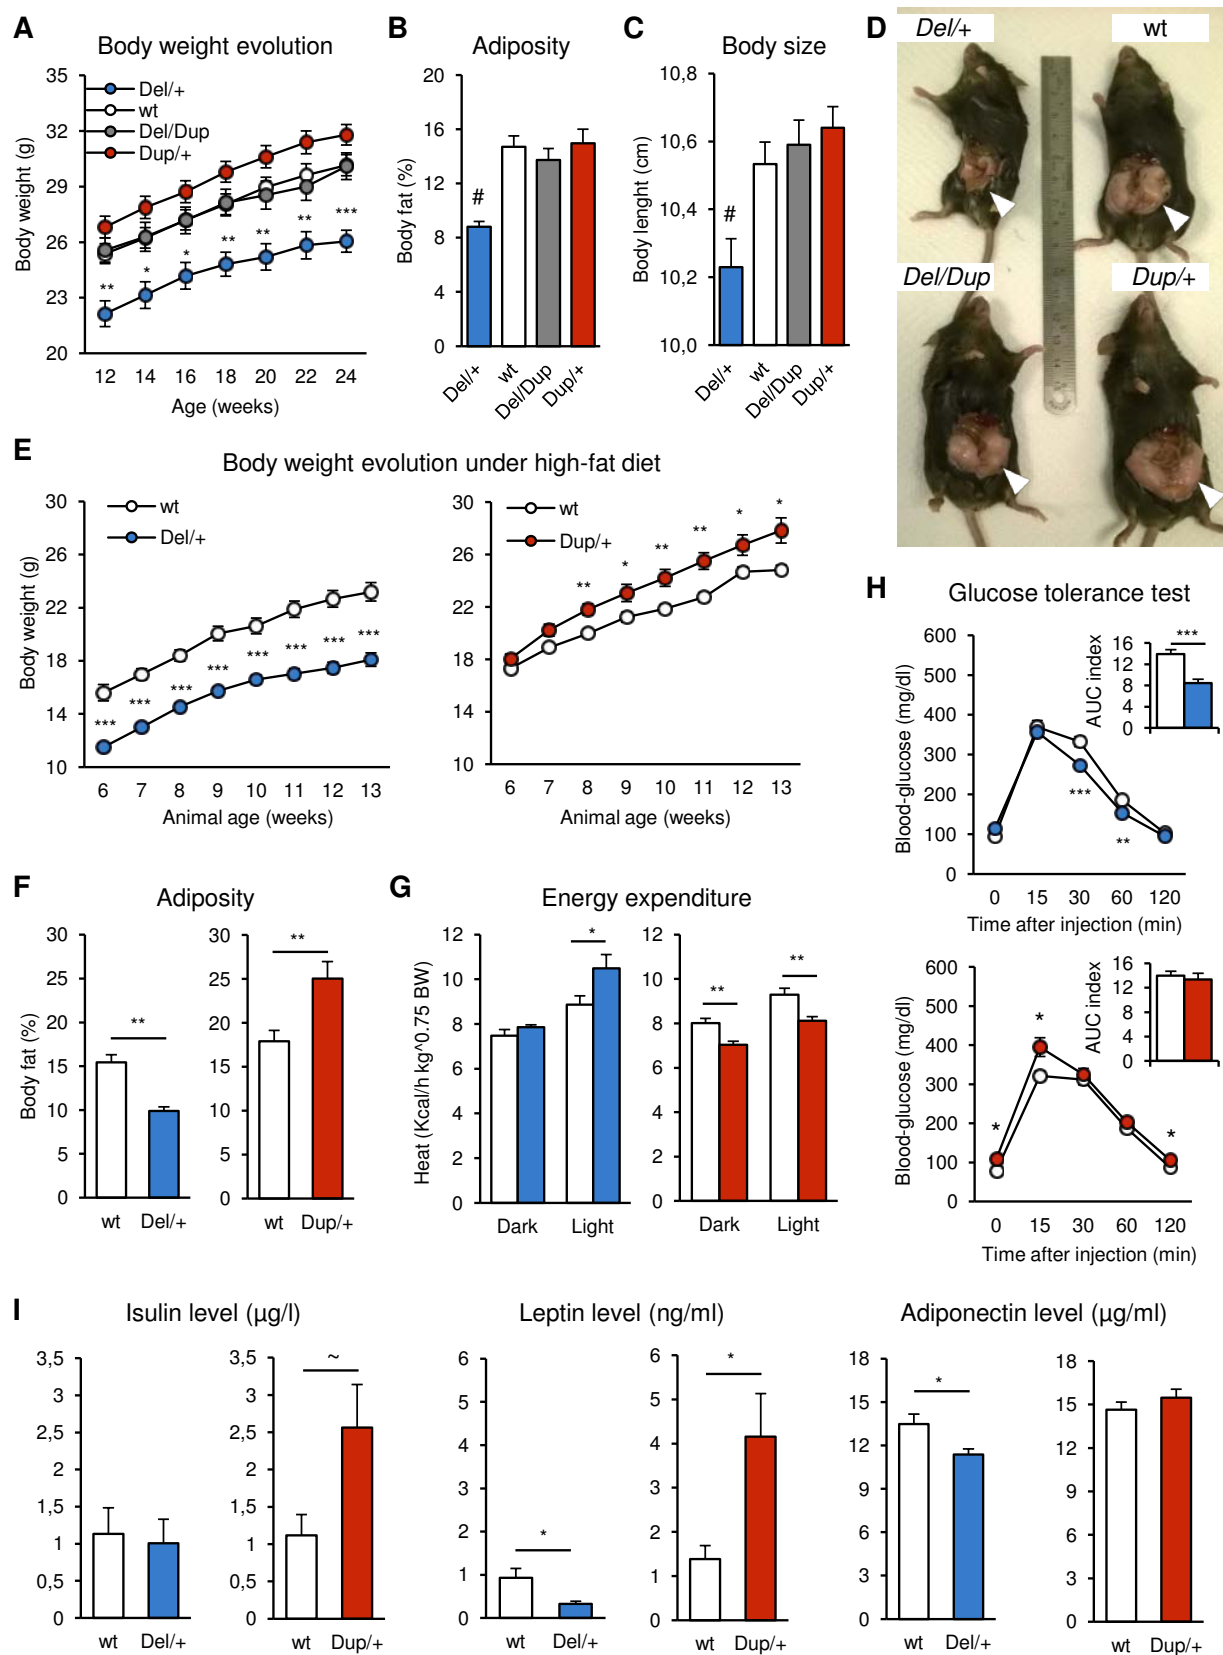 A
Body weight evolution
Body weight (g)
35
32
29
26
23
20
Del/+
wt
Del/Dup
Dup/+
** * * ** ** ** ***
12 14 16 18 20 22 24
Age (weeks)
B
Adiposity
Body fat (%)
20
16
12
8
4
0
#
Del/+ wt Del/Dup Dup/+
C
Body size
Body lenght (cm)
10,8
10,6
10,4
10,2
10,0
#
Del/+ wt Del/Dup Dup/+
D
Del/+ wt
Del/Dup Dup/+
E
Body weight evolution under high-fat diet
Body weight (g)
30
26
22
18
14
10
wt
Del/+
*** *** *** *** *** *** *** ***
6 7 8 9 10 11 12 13
Animal age (weeks)
30
26
22
18
14
10
wt
Dup/+
** * ** ** * *
6 7 8 9 10 11 12 13
Animal age (weeks)
F
Adiposity
Body fat (%)
30
25
20
15
10
5
0
**
wt Del/+
30
25
20
15
10
5
0
**
wt Dup/+
G
Energy expenditure
Heat (Kcal/h kg^0.75 BW)
12
10
8
6
4
2
0
*
Dark Light
12
10
8
6
4
2
0
** **
Dark Light
H
Glucose tolerance test
Blood-glucose (mg/dl)
600
500
400
300
200
100
0
AUC index
16
12
8
4
0
***
***
**
0 15 30 60 120
Time after injection (min)
Blood-glucose (mg/dl)
600
500
400
300
200
100
0
AUC index
16
12
8
4
0
* * *
0 15 30 60 120
Time after injection (min)
I
Isulin level (µg/l)
3,5
3
2,5
2
1,5
1
0,5
0
wt Del/+
3,5
3
2,5
2
1,5
1
0,5
0
~
wt Dup/+
Leptin level (ng/ml)
6
5
4
3
2
1
0
*
wt Del/+
6
5
4
3
2
1
0
*
wt Dup/+
Adiponectin level (µg/ml)
18
15
12
9
6
3
0
*
wt Del/+
18
15
12
9
6
3
0
wt Dup/+